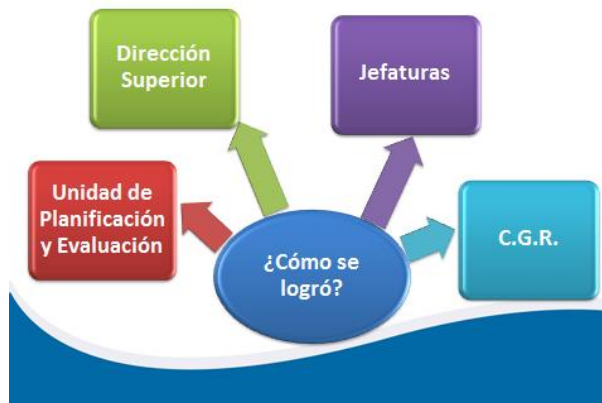 Dirección
Superior
Jefaturas
Unidad de
Planificación
y Evaluación
C.G.R.
¿Cómo se
logró?